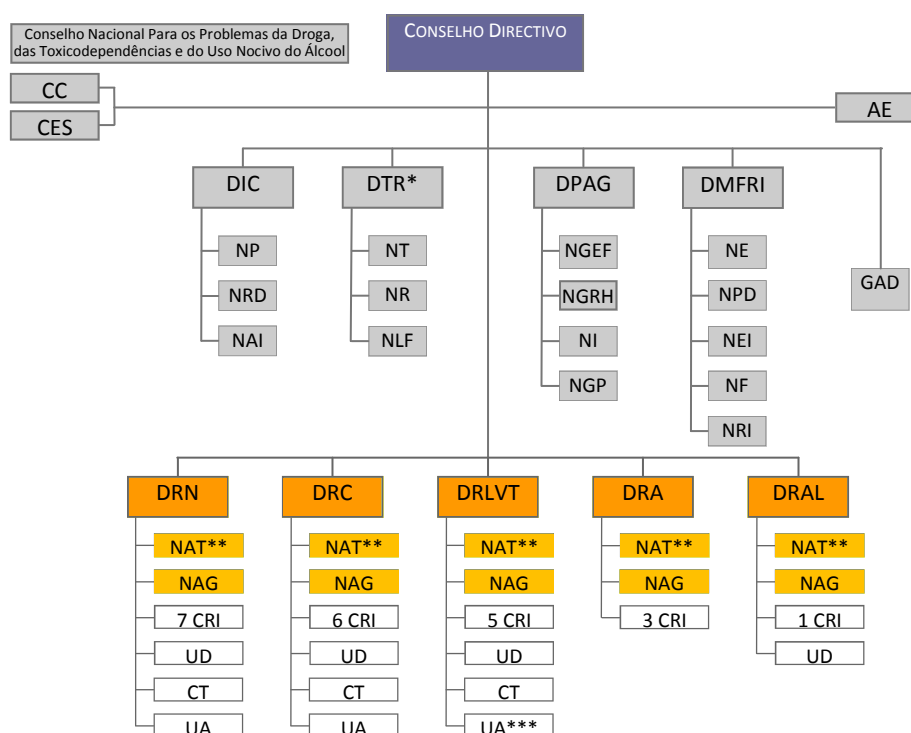 Conselho Nacional Para os Problemas da Droga,
das Toxicodependências e do Uso Nocivo do Álcool
CONSELHO DIRECTIVO
CC
CES
AE
DIC
DTR*
DPAG
DMFRI
GAD
NP
NRD
NAI
NT
NR
NLF
NGEF
NGRH
NI
NGP
NE
NPD
NEI
NF
NRI
DRN
DRC
DRLVT
DRA
DRAL
NAT**
NAG
7 CRI
UD
CT
UA
NAT**
NAG
6 CRI
UD
CT
UA
NAT**
NAG
5 CRI
UD
CT
UA***
NAT**
NAG
3 CRI
NAT**
NAG
1 CRI
UD